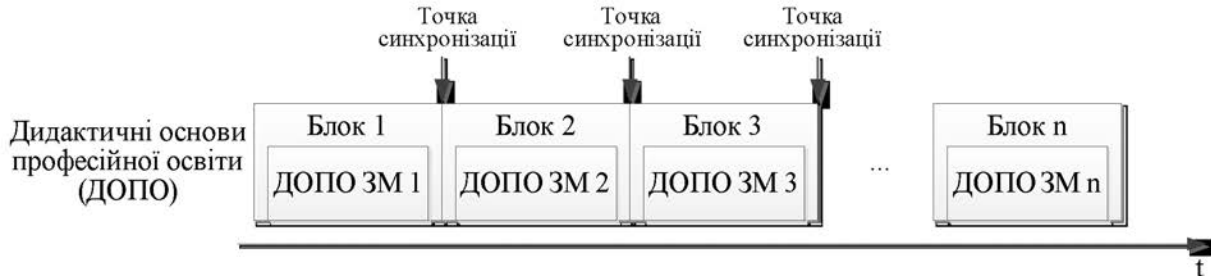 Точка
синхронізації
Точка
синхронізації
Точка
синхронізації
Дидактичні основи
професійної освіти
(ДОПО)
Блок 1
ДОПО ЗМ 1
Блок 2
ДОПО ЗМ 2
Блок 3
ДОПО ЗМ 3
...
Блок n
ДОПО ЗМ n
t